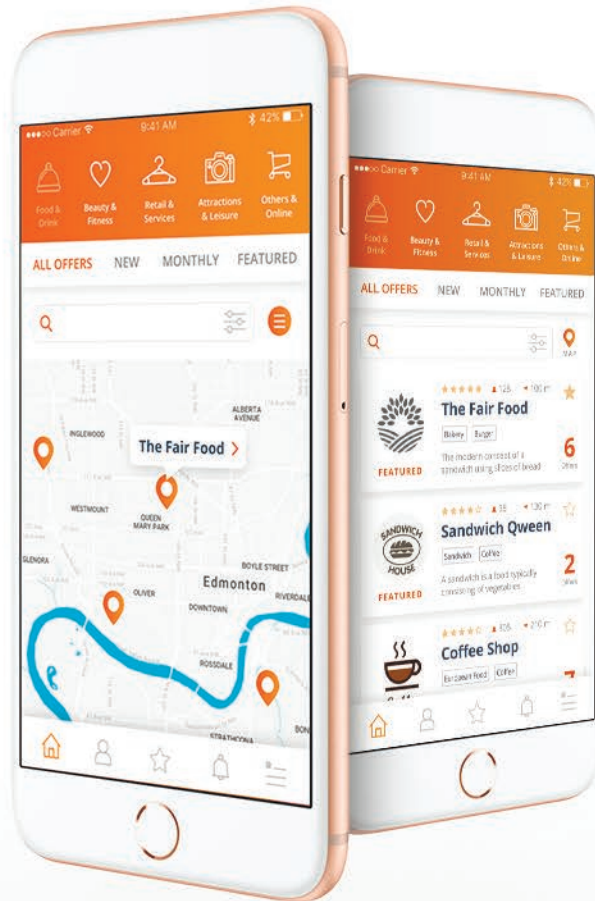 Carrier 9:41 AM 42%
Food & Drink
Beauty & Fitness
Retail & Services
Attractions & Leisure
Others & Online
ALL OFFERS NEW MONTHLY FEATURED
ALBERTA AVENUE
INGLEWOOD
The Fair Food
WESTMOUNT
QUEEN MARY PARK
GLENORA
BOYLE STREET
Edmonton
RIVERDALE
OLIVER
DOWNTOWN
ROSSDALE
STRATHCONA
BON
Carrier 9:41 AM 42%
Food & Drink
Beauty & Fitness
Retail & Services
Attractions & Leisure
Others & Online
ALL OFFERS NEW MONTHLY FEATURED
MAP
128 100 m
The Fair Food
Bakery Burger
The modern concept of a
sandwich using slices of bread
FEATURED
6
Offers
SANDWICH HOUSE
Sandwich Qween
Sandwich Coffee
A sandwich is a food typically
consisting of vegetables
FEATURED
2
Offers
210 m
Coffee Shop
European Food Coffee